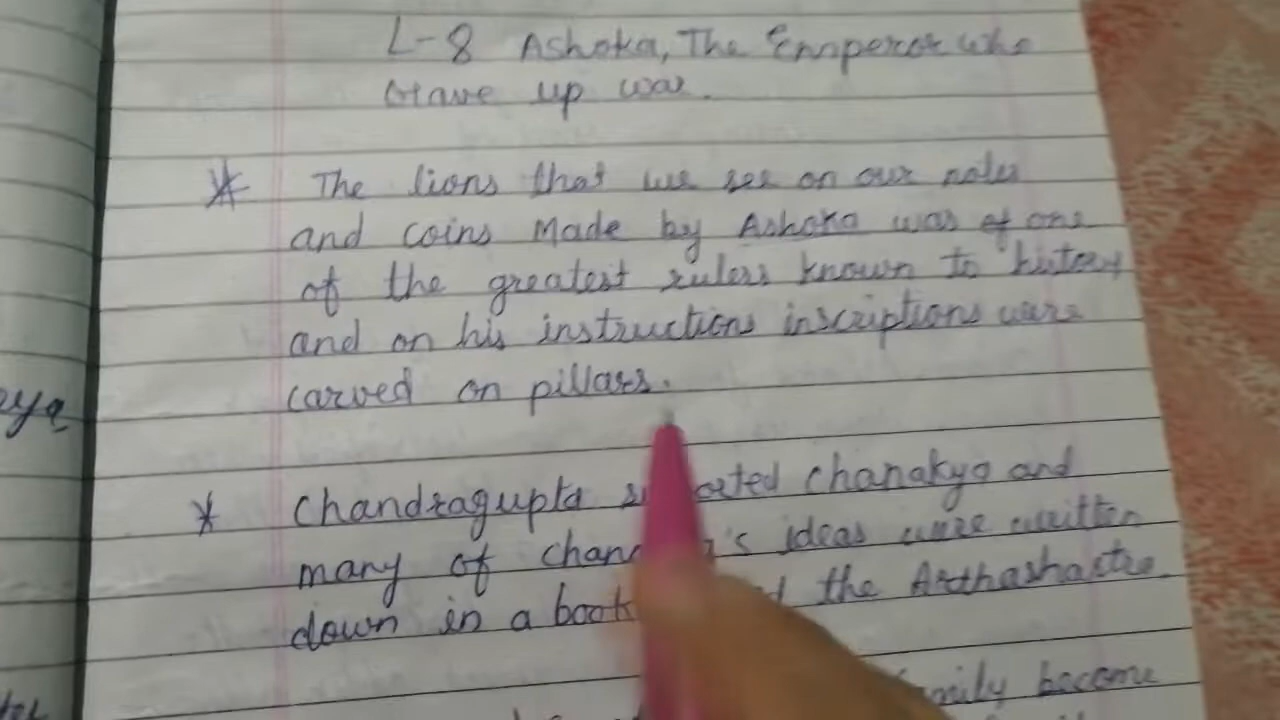 L-8 Ashoka, The Emperor who
Gave up war.
* The lions that we see on our notes
and coins Made by Ashoka was of one
of the greatest rulers known to history
and on his instructions inscriptions were
carved on pillars.
* Chandragupta Chanakya and
many of ideas were written
down in a book the Arthashastra
become